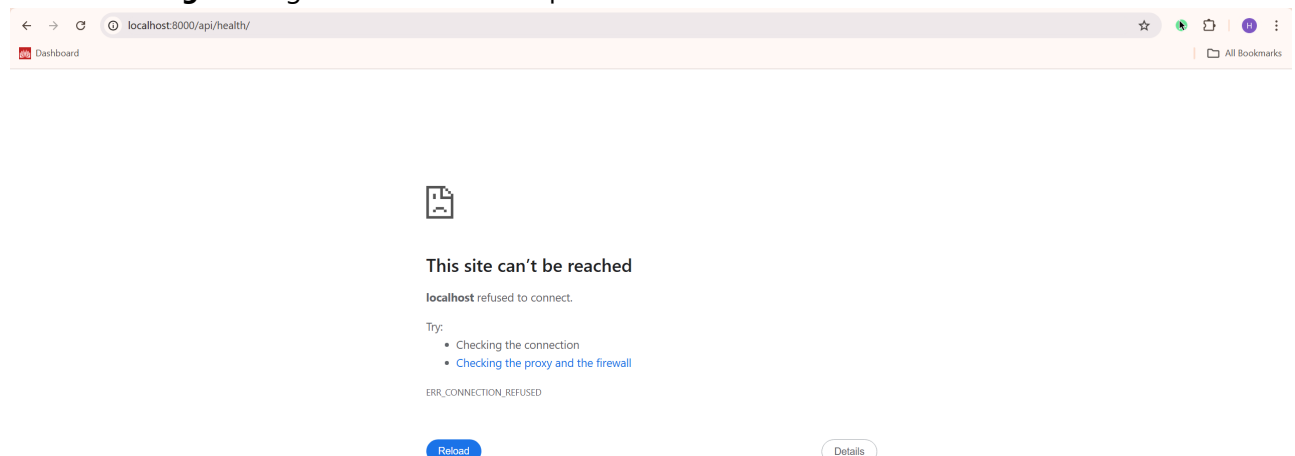 localhost:8000/api/health/
H
Dashboard
All Bookmarks
This site can't be reached
localhost refused to connect.
Try:
• Checking the connection
• Checking the proxy and the firewall
ERR_CONNECTION_REFUSED
Reload
Details